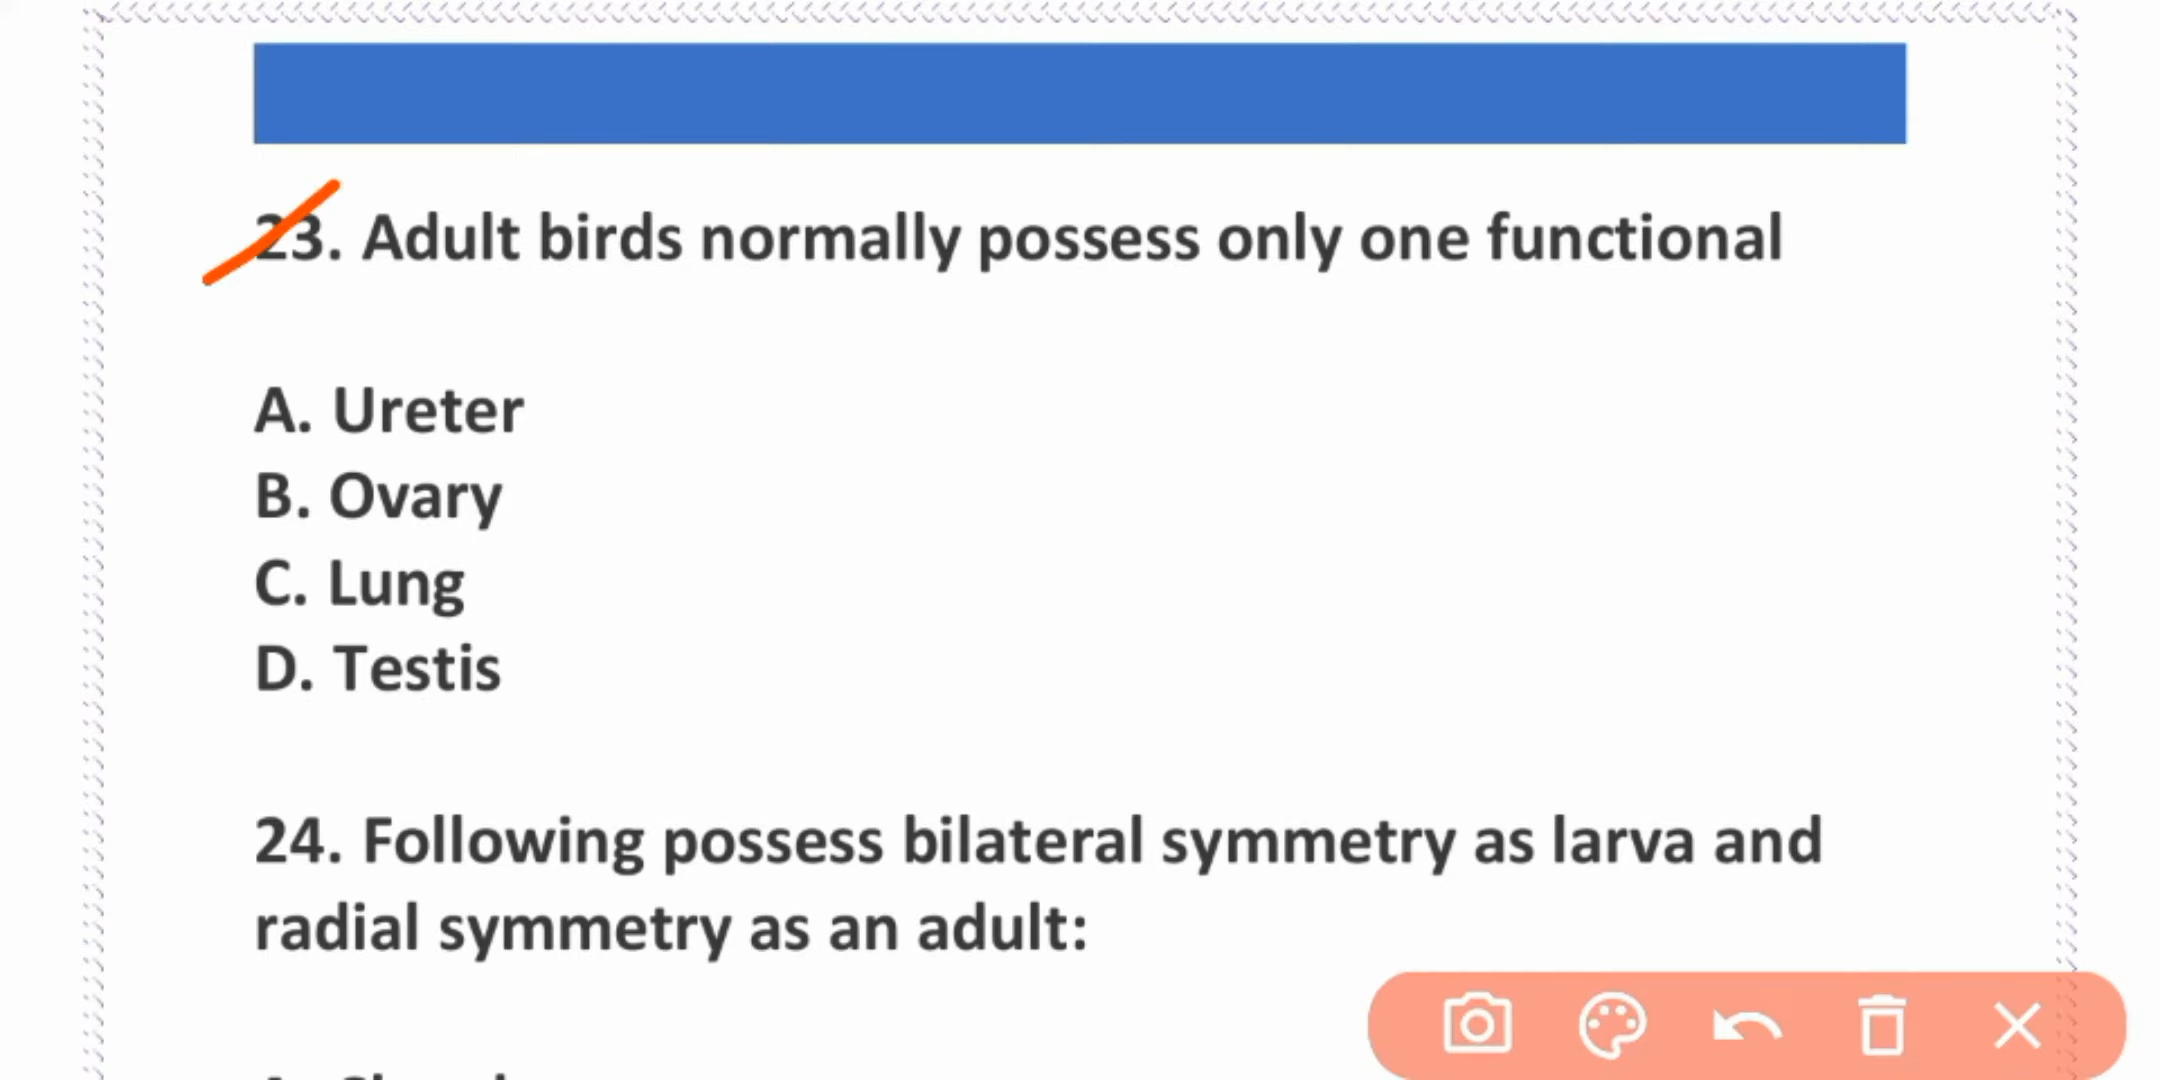 23. Adult birds normally possess only one functional
A. Ureter
B. Ovary
C. Lung
D. Testis
24. Following possess bilateral symmetry as larva and
radial symmetry as an adult: